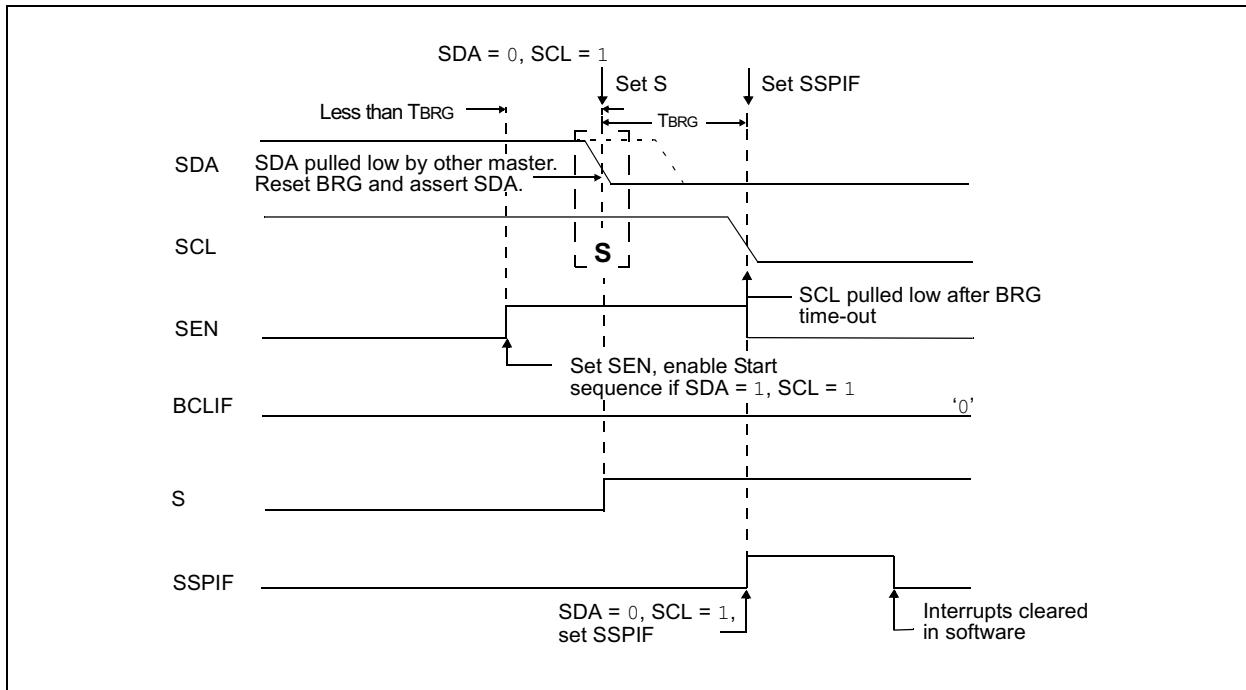 SDA = 0, SCL = 1
Set S
Set SSPIF
Less than TBRG
TBRG
SDA
SDA pulled low by other master.
Reset BRG and assert SDA.
SCL
S
SCL pulled low after BRG
time-out
SEN
Set SEN, enable Start
sequence if SDA = 1, SCL = 1
BCLIF
‘0’
S
SSPIF
SDA = 0, SCL = 1,
set SSPIF
Interrupts cleared
in software